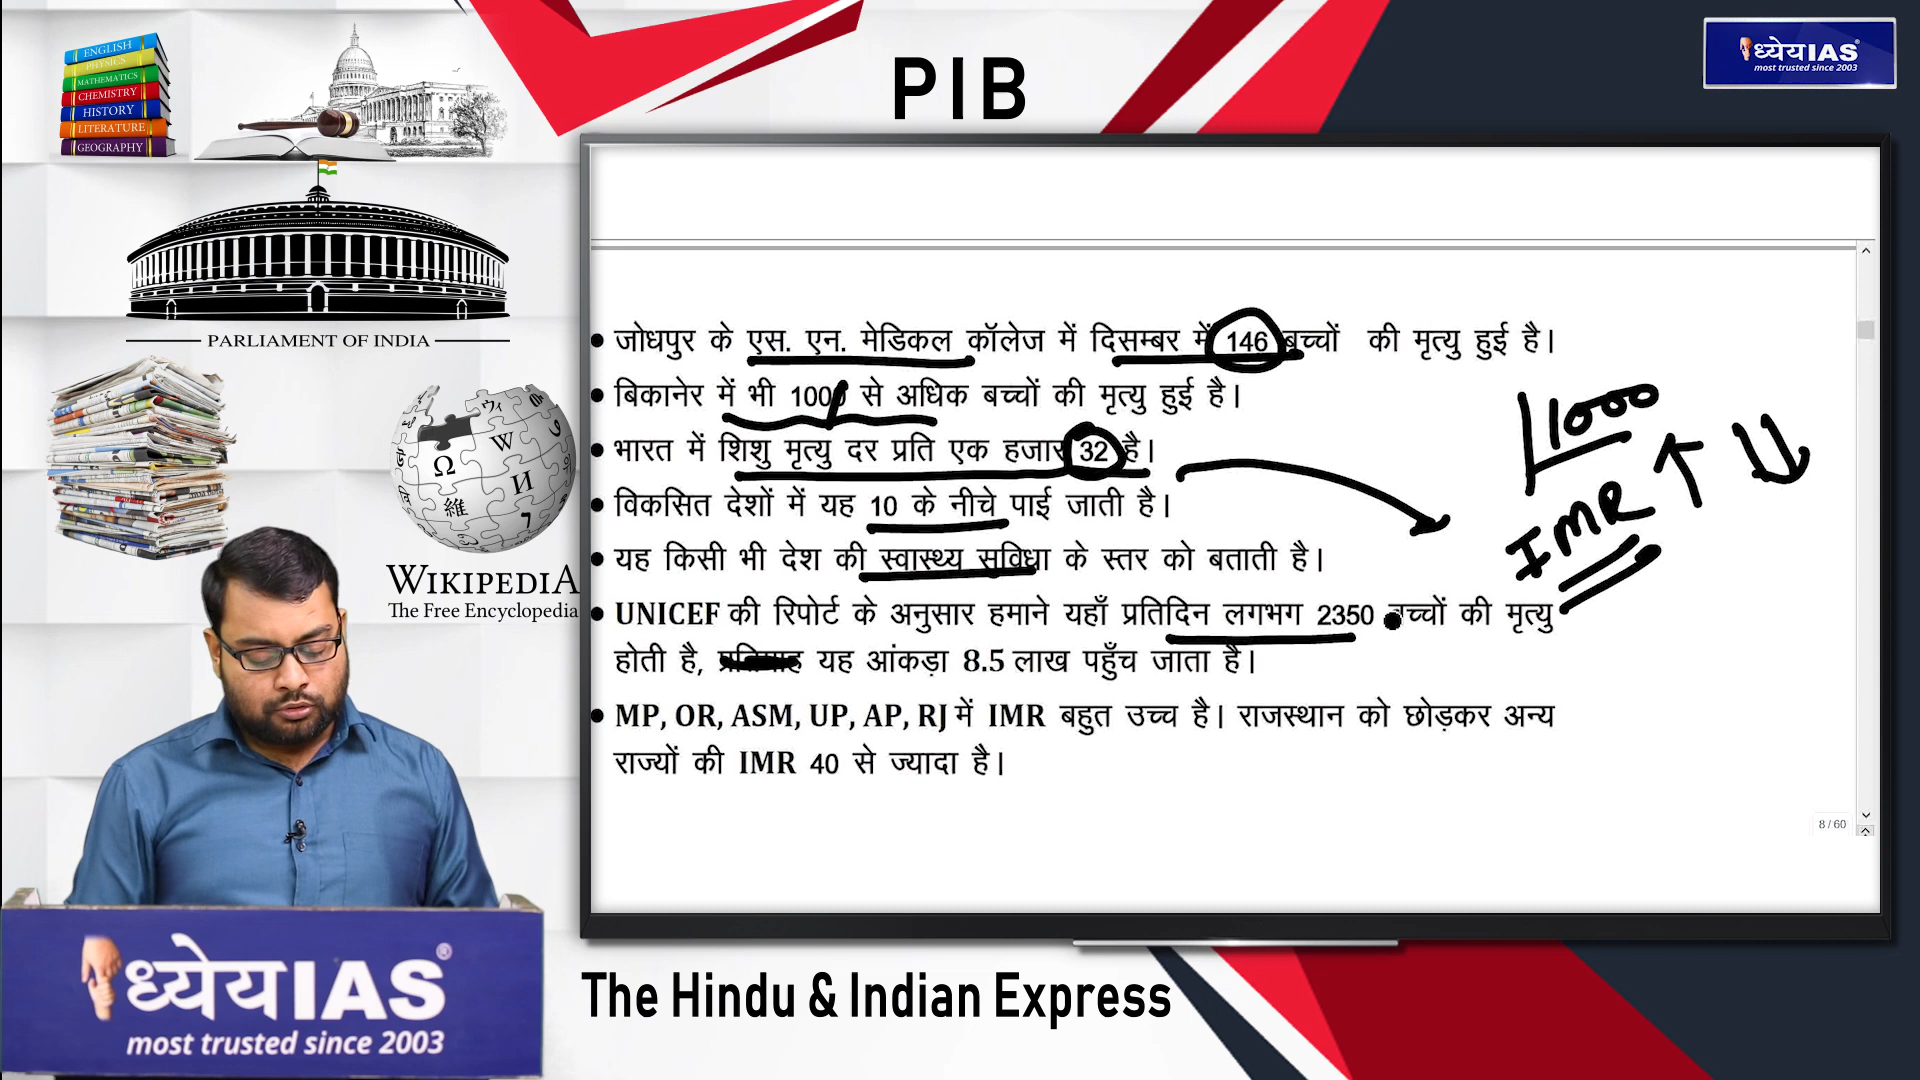 ENGLISH
PHYSICS
MATHEMATICS
CHEMISTRY
HISTORY
LITERATURE
GEOGRAPHY
PARLIAMENT OF INDIA
Ω
W
И
維
WIKIPEDIA
The Free Encyclopedia
PIB
ध्येयIAS®
most trusted since 2003
• जोधपुर के एस. एन. मेडिकल कॉलेज में दिसम्बर में 146 बच्चों की मृत्यु हुई है।
• बिकानेर में भी 100 से अधिक बच्चों की मृत्यु हुई है।
• भारत में शिशु मृत्यु दर प्रति एक हजार 32 है।
• विकसित देशों में यह 10 के नीचे पाई जाती है।
• यह किसी भी देश की स्वास्थ्य सुविधा के स्तर को बताती है।
• UNICEF की रिपोर्ट के अनुसार हमाने यहाँ प्रतिदिन लगभग 2350 बच्चों की मृत्यु
होती है, यह आंकड़ा 8.5 लाख पहुँच जाता है।
• MP, OR, ASM, UP, AP, RJ में IMR बहुत उच्च है। राजस्थान को छोड़कर अन्य
राज्यों की IMR 40 से ज्यादा है।
1000
IMR ↑ ↓
8 / 60
ध्येयIAS®
most trusted since 2003
The Hindu & Indian Express